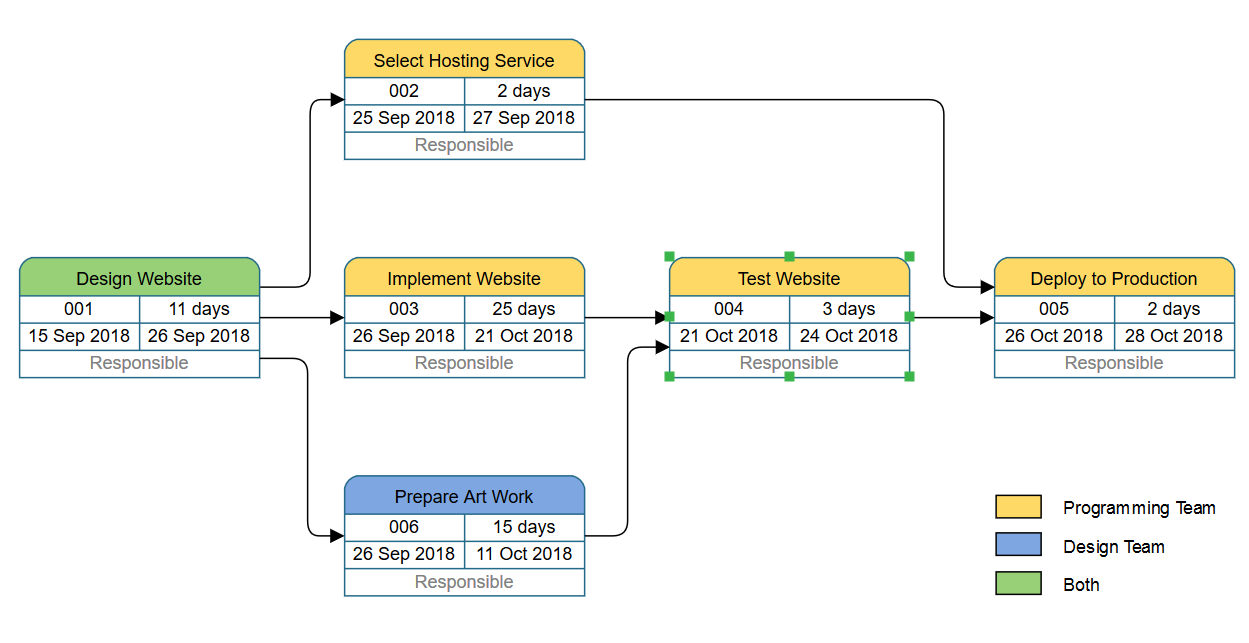 Select Hosting Service
002 2 days
25 Sep 2018 27 Sep 2018
Responsible
Design Website
001 11 days
15 Sep 2018 26 Sep 2018
Responsible
Implement Website
003 25 days
26 Sep 2018 21 Oct 2018
Responsible
Test Website
004 3 days
21 Oct 2018 24 Oct 2018
Responsible
Deploy to Production
005 2 days
26 Oct 2018 28 Oct 2018
Responsible
Prepare Art Work
006 15 days
26 Sep 2018 11 Oct 2018
Responsible
Programming Team
Design Team
Both